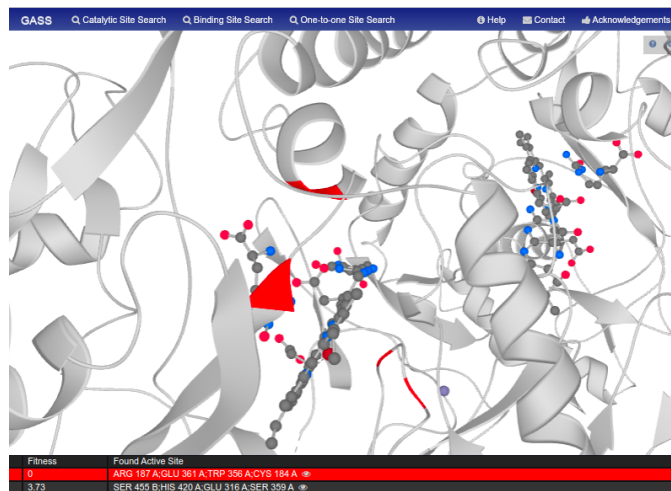 GASS Catalytic Site Search Binding Site Search One-to-one Site Search Help Contact Acknowledgements
Fitness Found Active Site
0 ARG 187 A;GLU 361 A;TRP 356 A;CYS 184 A
3.73 SER 455 B;HIS 420 A;GLU 316 A;SER 359 A